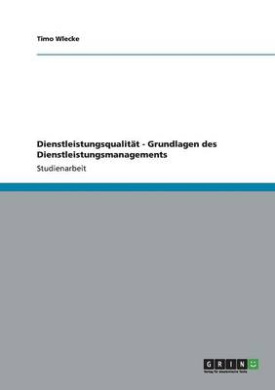 Timo Wlecke
Dienstleistungsqualität - Grundlagen des
Dienstleistungsmanagements
Studienarbeit
GRIN